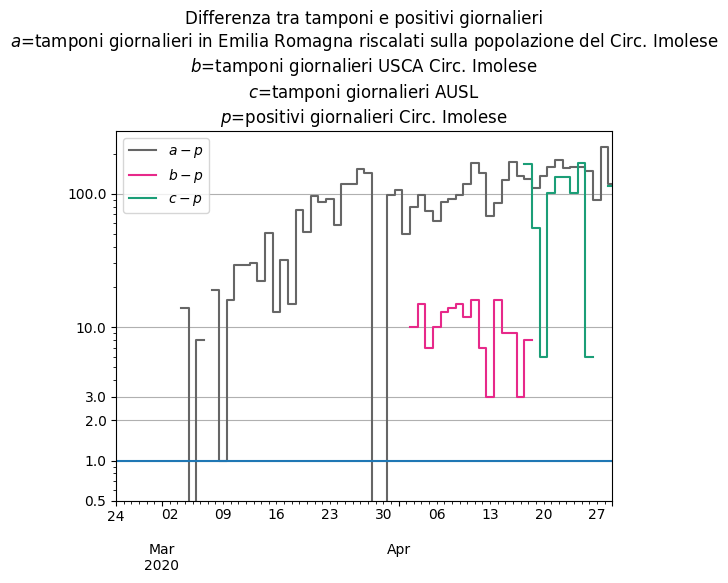 Differenza tra tamponi e positivi giornalieri
a=tamponi giornalieri in Emilia Romagna riscalati sulla popolazione del Circ. Imolese
b=tamponi giornalieri USCA Circ. Imolese
c=tamponi giornalieri AUSL
p=positivi giornalieri Circ. Imolese
a − p
b − p
c − p
100.0
10.0
3.0
2.0
1.0
0.5
24 02 09 16 23 30 06 13 20 27
Mar Apr
2020